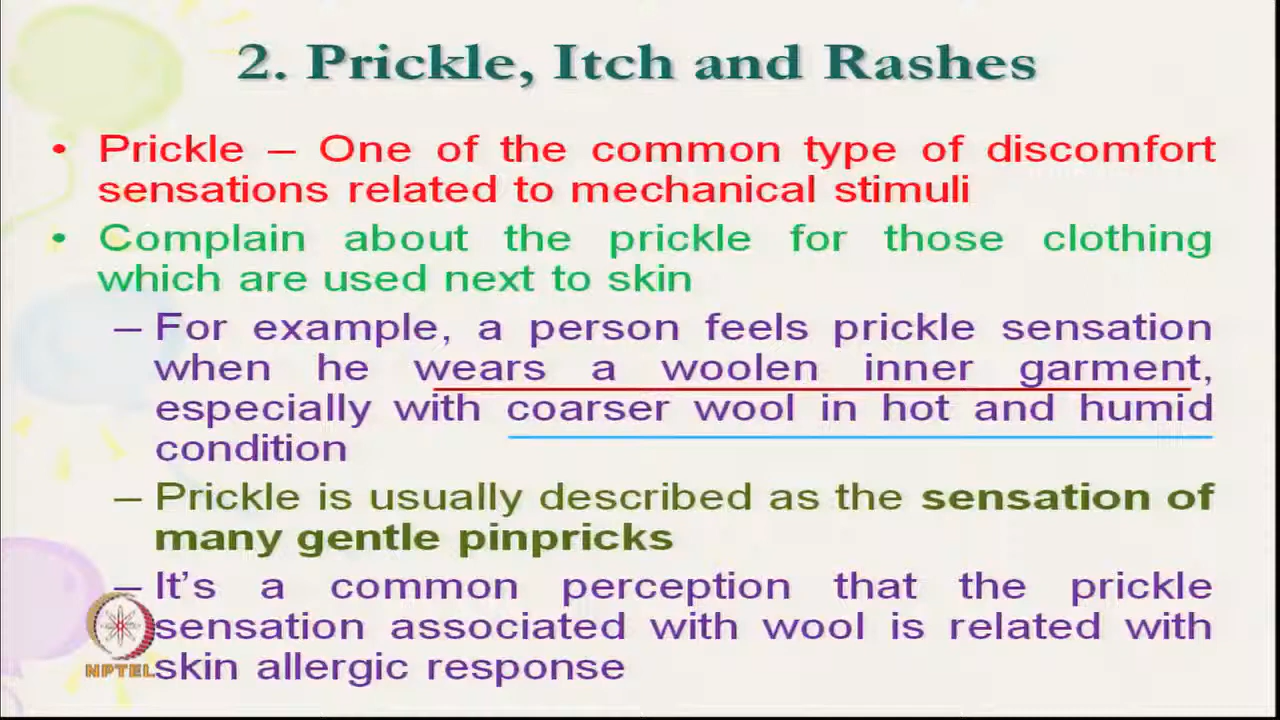 2. Prickle, Itch and Rashes
• Prickle – One of the common type of discomfort
sensations related to mechanical stimuli
• Complain about the prickle for those clothing
which are used next to skin
– For example, a person feels prickle sensation
when he wears a woolen inner garment,
especially with coarser wool in hot and humid
condition
– Prickle is usually described as the sensation of
many gentle pinpricks
– It's a common perception that the prickle
sensation associated with wool is related with
skin allergic response
NPTEL